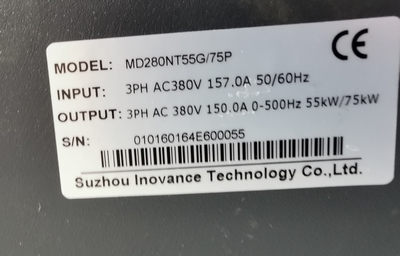 CE
MODEL: MD280NT55G/75P
INPUT: 3PH AC380V 157.0A 50/60Hz
OUTPUT: 3PH AC 380V 150.0A 0-500Hz 55kW/75kW
S/N: 010160164E600055
Suzhou Inovance Technology Co.,Ltd.